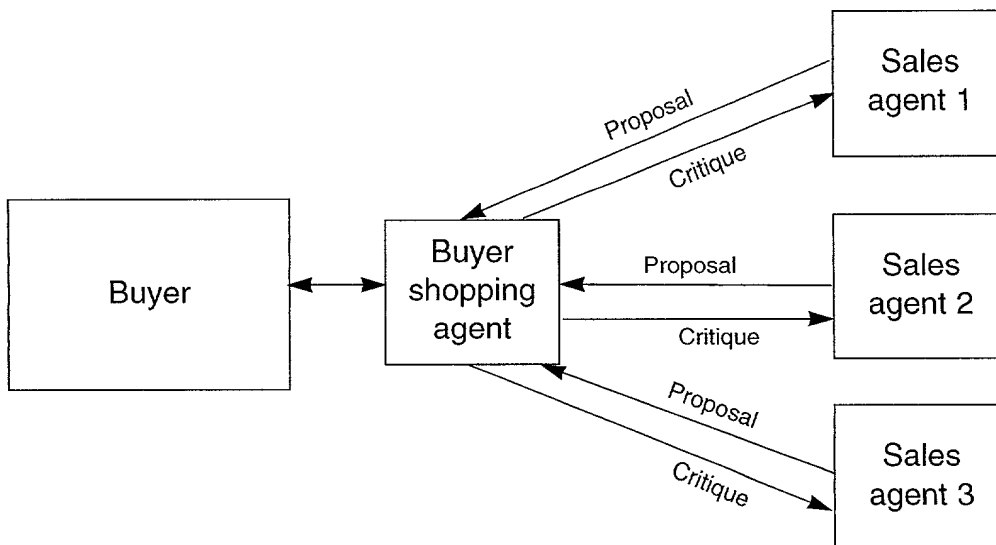 Buyer
Buyer
shopping
agent
Proposal
Critique
Sales
agent 1
Proposal
Critique
Sales
agent 2
Proposal
Critique
Sales
agent 3